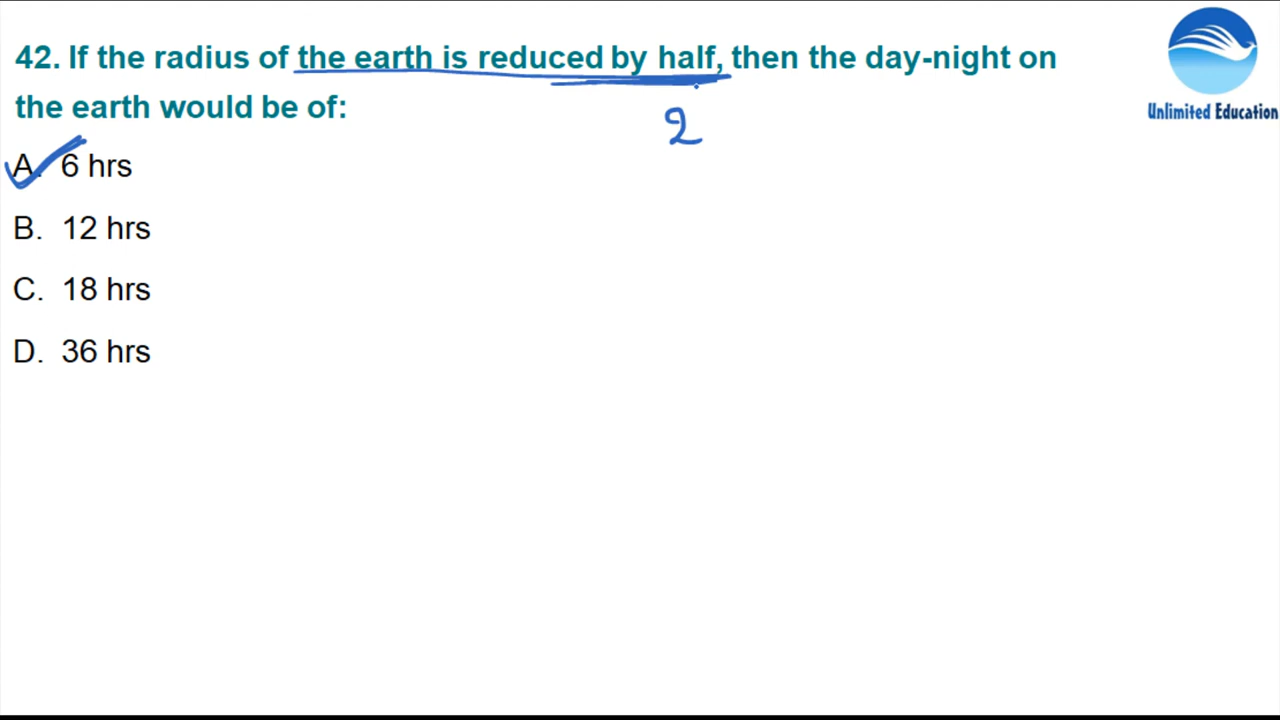 42. If the radius of the earth is reduced by half, then the day-night on
the earth would be of:
2
A. 6 hrs
B. 12 hrs
C. 18 hrs
D. 36 hrs
Unlimited Education